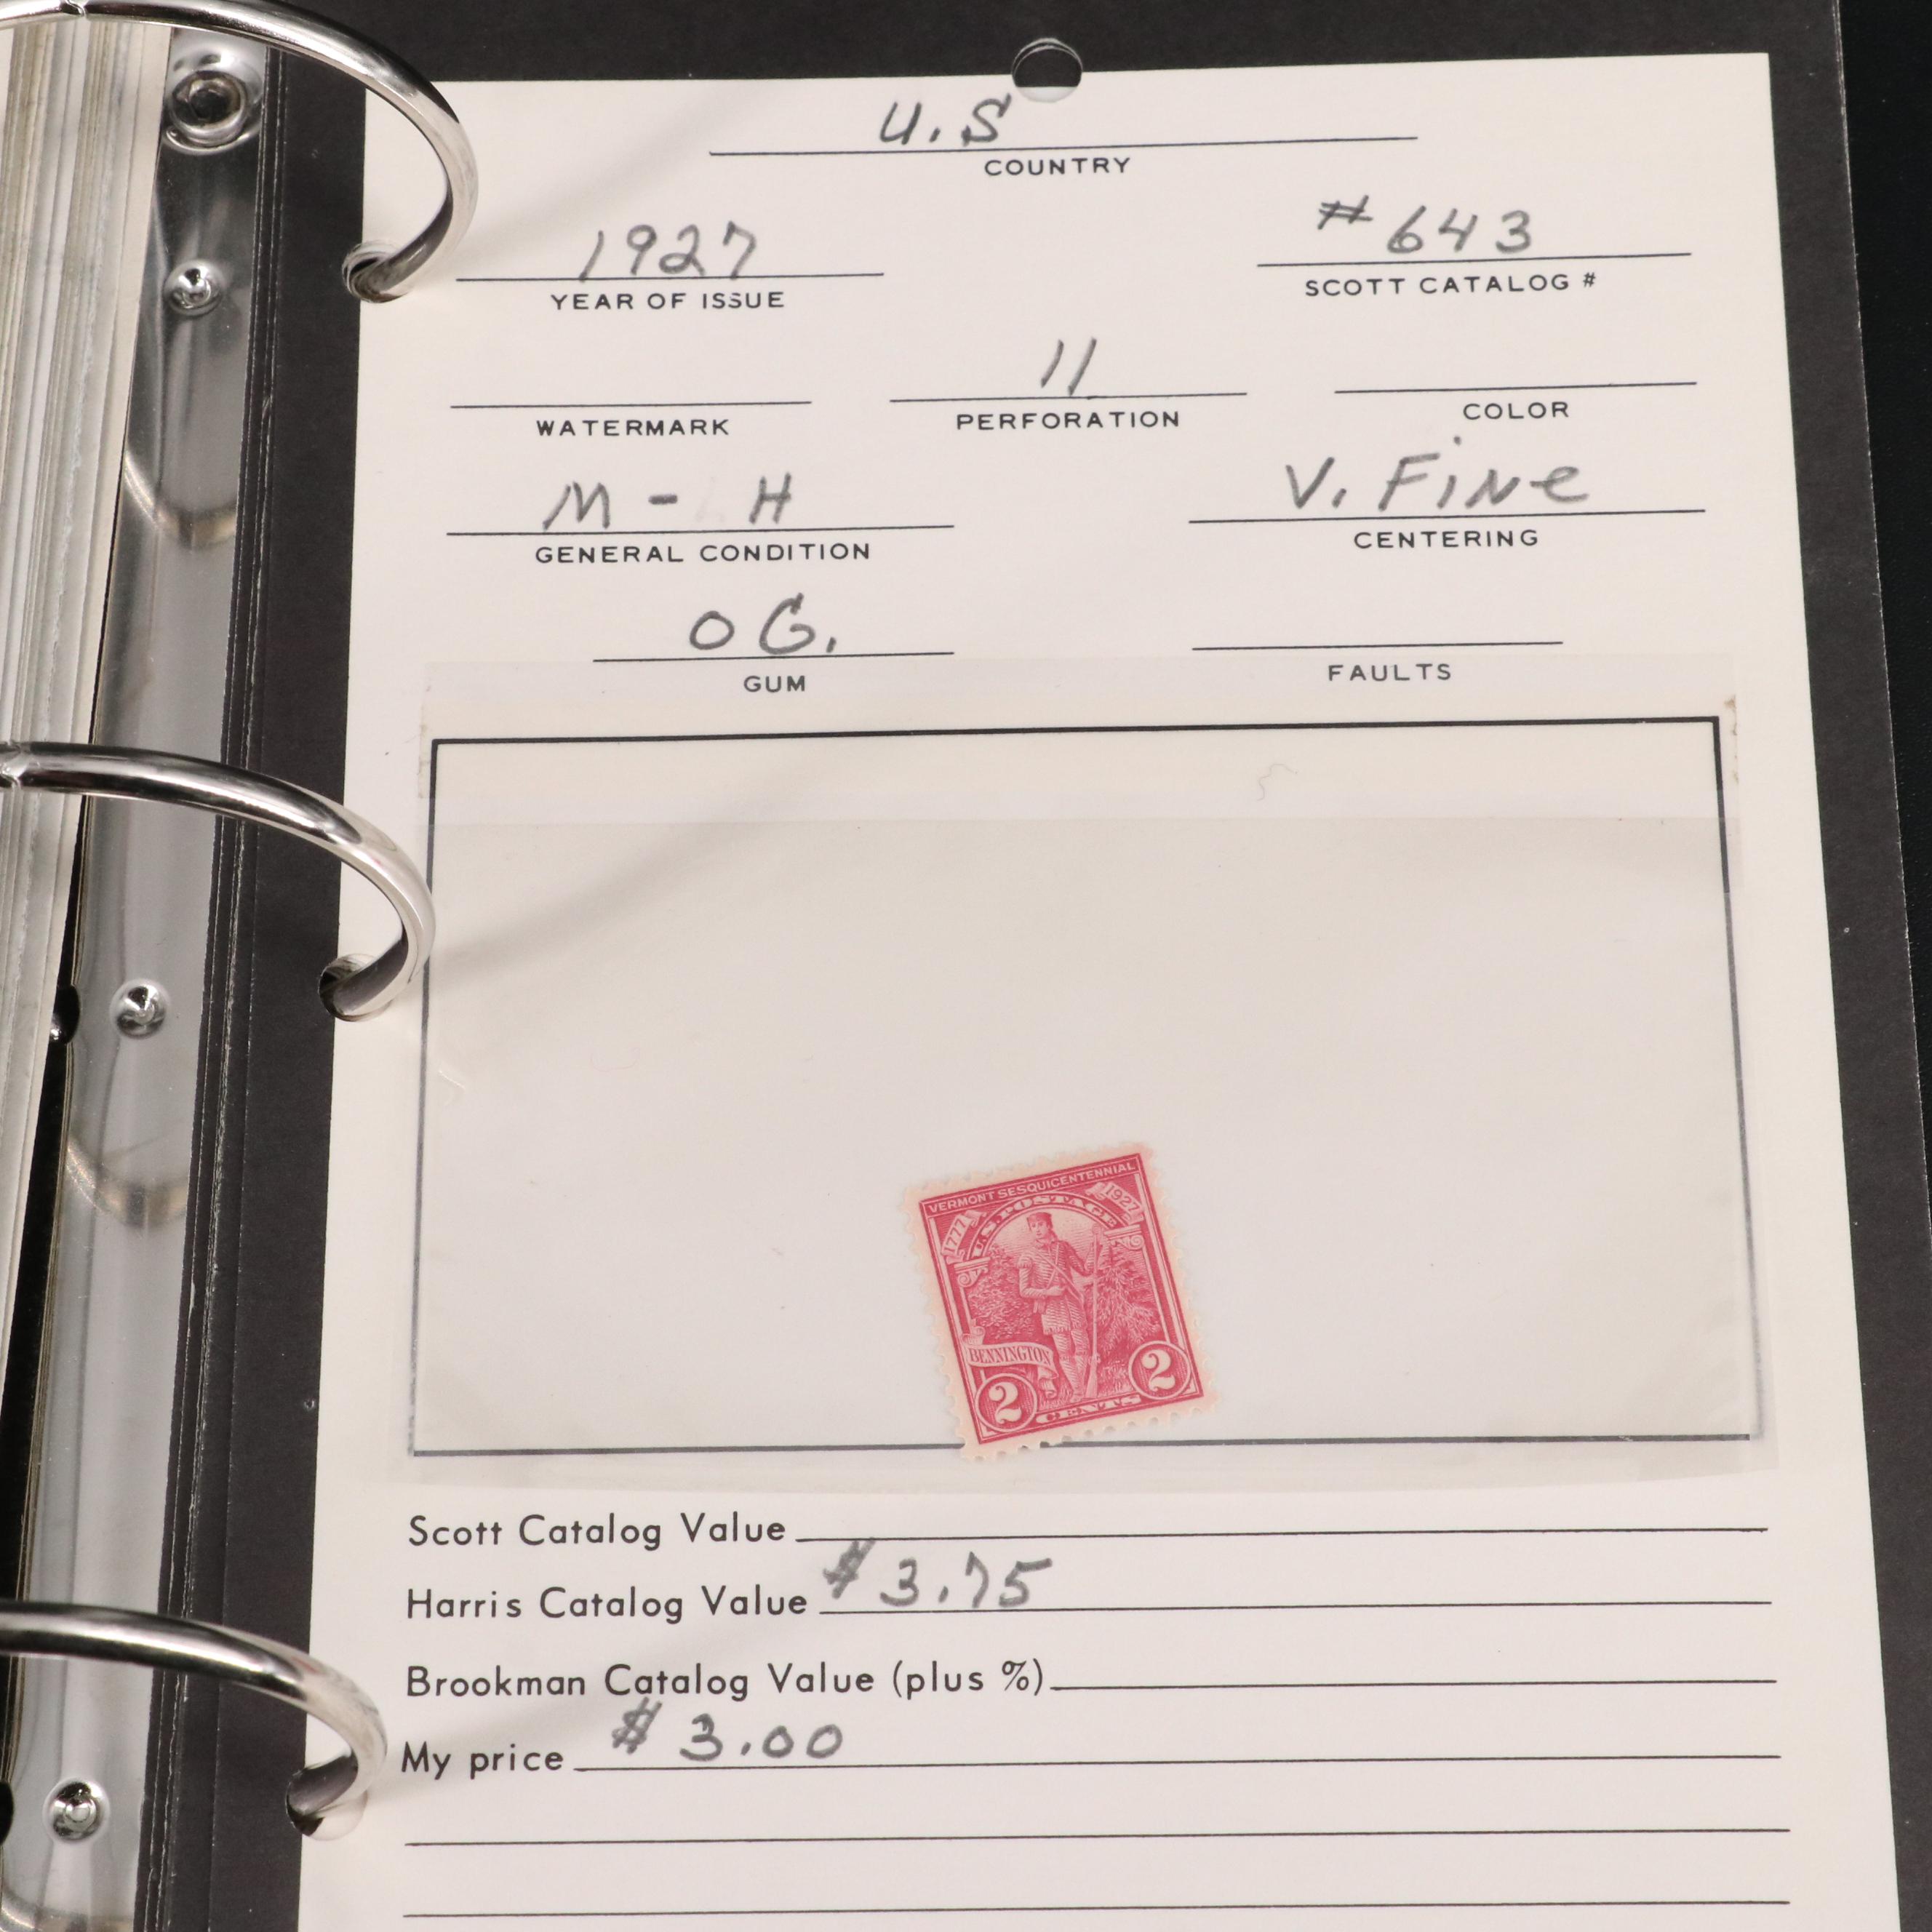 U.S
COUNTRY
1927
# 643
YEAR OF ISSUE
SCOTT CATALOG #
11
WATERMARK
PERFORATION
COLOR
M - H
V. FINE
GENERAL CONDITION
CENTERING
OG.
GUM
FAULTS
VERMONT SESQUICENTENNIAL
1777 U.S. POSTAGE 1927
BENNINGTON
2 CENTS 2
Scott Catalog Value
Harris Catalog Value $3.75
Brookman Catalog Value (plus %)
My price $3.00